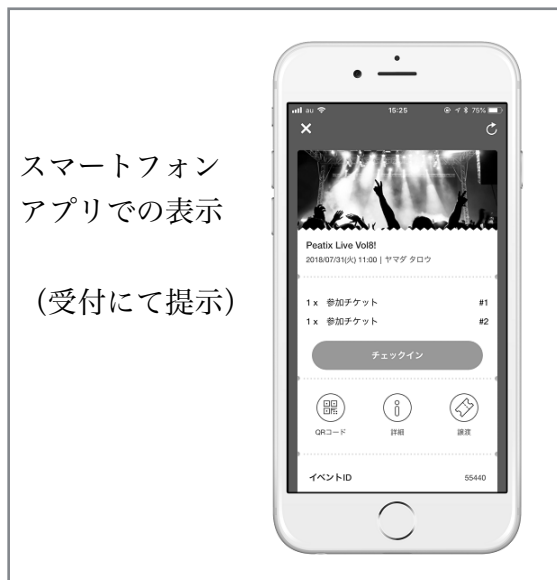 スマートフォン
アプリでの表示
（受付にて提示）
au 15:25 75%
Peatix Live Vol8!
2018/07/31(火) 11:00 | ヤマダ タロウ
1 x 参加チケット #1
1 x 参加チケット #2
チェックイン
QRコード 詳細 譲渡
イベントID 55440